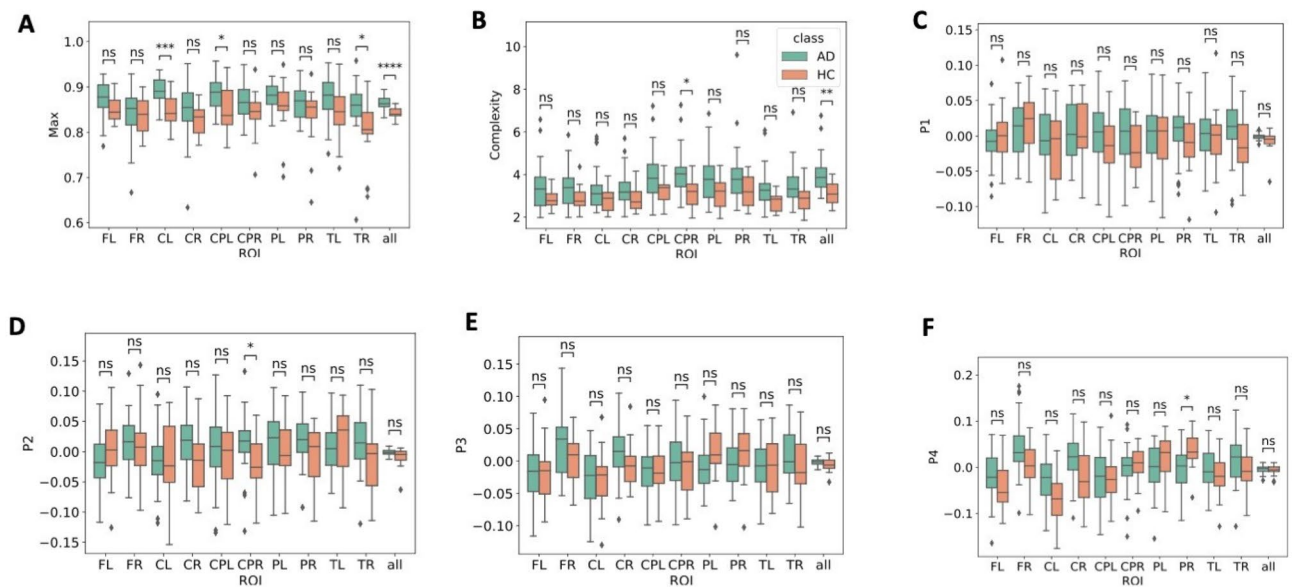 A
Max
1.0
0.9
0.8
0.7
0.6
ns ns *** ns * ns ns ns ns * ****
FL FR CL CR CPL CPR PL PR TL TR all
ROI
B
Complexity
10
8
6
4
2
class
AD
HC
ns ns ns ns ns * ns ns ns ns **
FL FR CL CR CPL CPR PL PR TL TR all
ROI
C
P1
0.15
0.10
0.05
0.00
−0.05
−0.10
ns ns ns ns ns ns ns ns ns ns ns
FL FR CL CR CPL CPR PL PR TL TR all
ROI
D
P2
0.15
0.10
0.05
0.00
−0.05
−0.10
−0.15
ns ns ns ns ns * ns ns ns ns ns
FL FR CL CR CPL CPR PL PR TL TR all
ROI
E
P3
0.15
0.10
0.05
0.00
−0.05
−0.10
ns ns ns ns ns ns ns ns ns ns ns
FL FR CL CR CPL CPR PL PR TL TR all
ROI
F
P4
0.2
0.1
0.0
−0.1
ns ns ns ns ns ns ns * ns ns ns
FL FR CL CR CPL CPR PL PR TL TR all
ROI